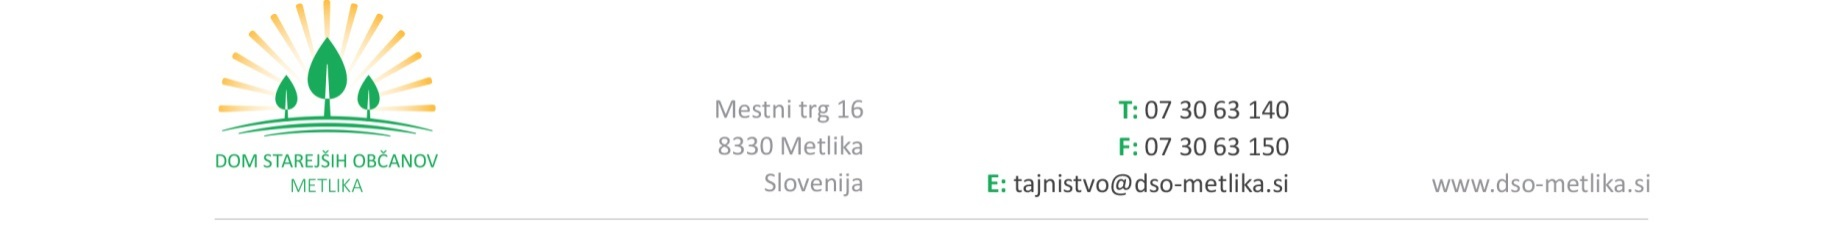 DOM STAREJŠIH OBČANOV
METLIKA
Mestni trg 16
8330 Metlika
Slovenija
T: 07 30 63 140
F: 07 30 63 150
E: tajnistvo@dso-metlika.si
www.dso-metlika.si